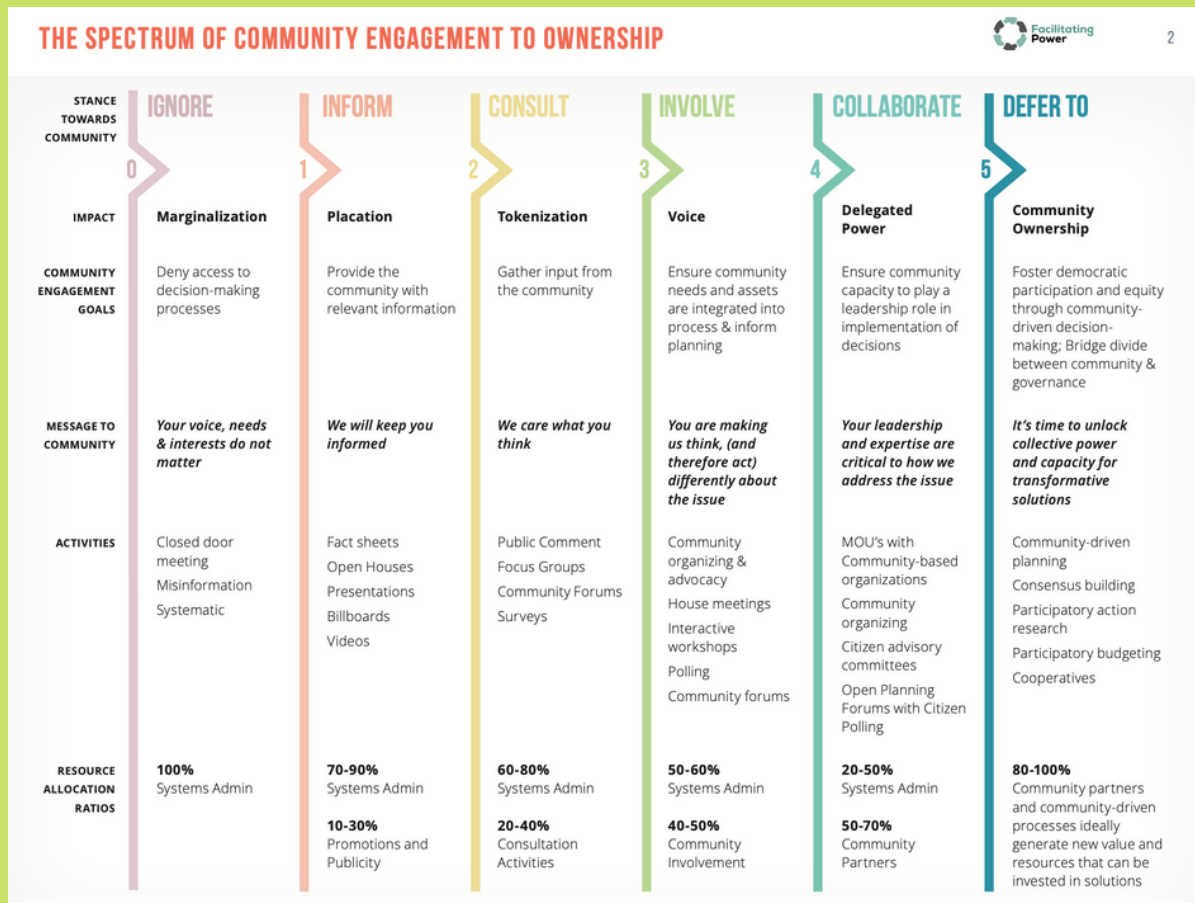 THE SPECTRUM OF COMMUNITY ENGAGEMENT TO OWNERSHIP
Facilitating
Power
2
STANCE
TOWARDS
COMMUNITY
IGNORE
INFORM
CONSULT
INVOLVE
COLLABORATE
DEFER TO
0
1
2
3
4
5
IMPACT
Marginalization
Placation
Tokenization
Voice
Delegated
Power
Community
Ownership
COMMUNITY
ENGAGEMENT
GOALS
Deny access to
decision-making
processes
Provide the
community with
relevant information
Gather input from
the community
Ensure community
needs and assets
are integrated into
process & inform
planning
Ensure community
capacity to play a
leadership role in
implementation of
decisions
Foster democratic
participation and equity
through community-
driven decision-
making; Bridge divide
between community &
governance
MESSAGE TO
COMMUNITY
Your voice, needs
& interests do not
matter
We will keep you
informed
We care what you
think
You are making
us think, (and
therefore act)
differently about
the issue
Your leadership
and expertise are
critical to how we
address the issue
It's time to unlock
collective power
and capacity for
transformative
solutions
ACTIVITIES
Closed door
meeting
Misinformation
Systematic
Fact sheets
Open Houses
Presentations
Billboards
Videos
Public Comment
Focus Groups
Community Forums
Surveys
Community
organizing &
advocacy
House meetings
Interactive
workshops
Polling
Community forums
MOU's with
Community-based
organizations
Community
organizing
Citizen advisory
committees
Open Planning
Forums with Citizen
Polling
Community-driven
planning
Consensus building
Participatory action
research
Participatory budgeting
Cooperatives
RESOURCE
ALLOCATION
RATIOS
100%
Systems Admin
70-90%
Systems Admin
10-30%
Promotions and
Publicity
60-80%
Systems Admin
20-40%
Consultation
Activities
50-60%
Systems Admin
40-50%
Community
Involvement
20-50%
Systems Admin
50-70%
Community
Partners
80-100%
Community partners
and community-driven
processes ideally
generate new value and
resources that can be
invested in solutions